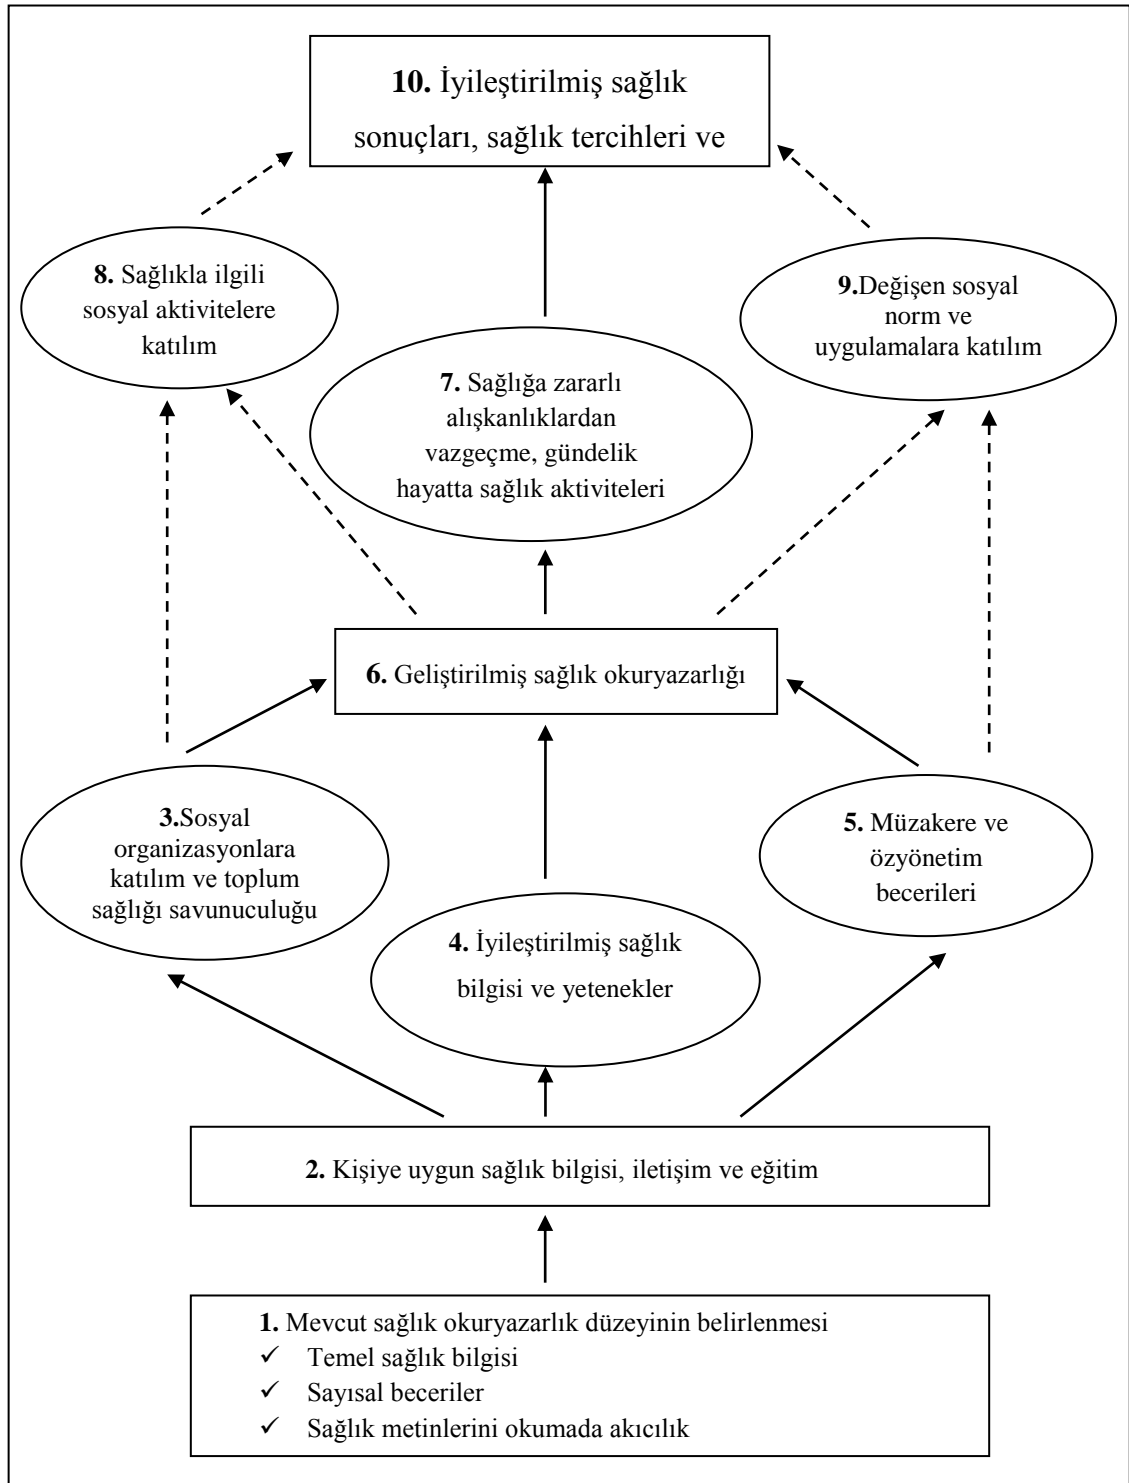 10. İyileştirilmiş sağlık
sonuçları, sağlık tercihleri ve
8. Sağlıkla ilgili
sosyal aktivitelere
katılım
9.Değişen sosyal
norm ve
uygulamalara katılım
7. Sağlığa zararlı
alışkanlıklardan
vazgeçme, gündelik
hayatta sağlık aktiviteleri
6. Geliştirilmiş sağlık okuryazarlığı
3.Sosyal
organizasyonlara
katılım ve toplum
sağlığı savunuculuğu
5. Müzakere ve
özyönetim
becerileri
4. İyileştirilmiş sağlık
bilgisi ve yetenekler
2. Kişiye uygun sağlık bilgisi, iletişim ve eğitim
1. Mevcut sağlık okuryazarlık düzeyinin belirlenmesi
✓ Temel sağlık bilgisi
✓ Sayısal beceriler
✓ Sağlık metinlerini okumada akıcılık